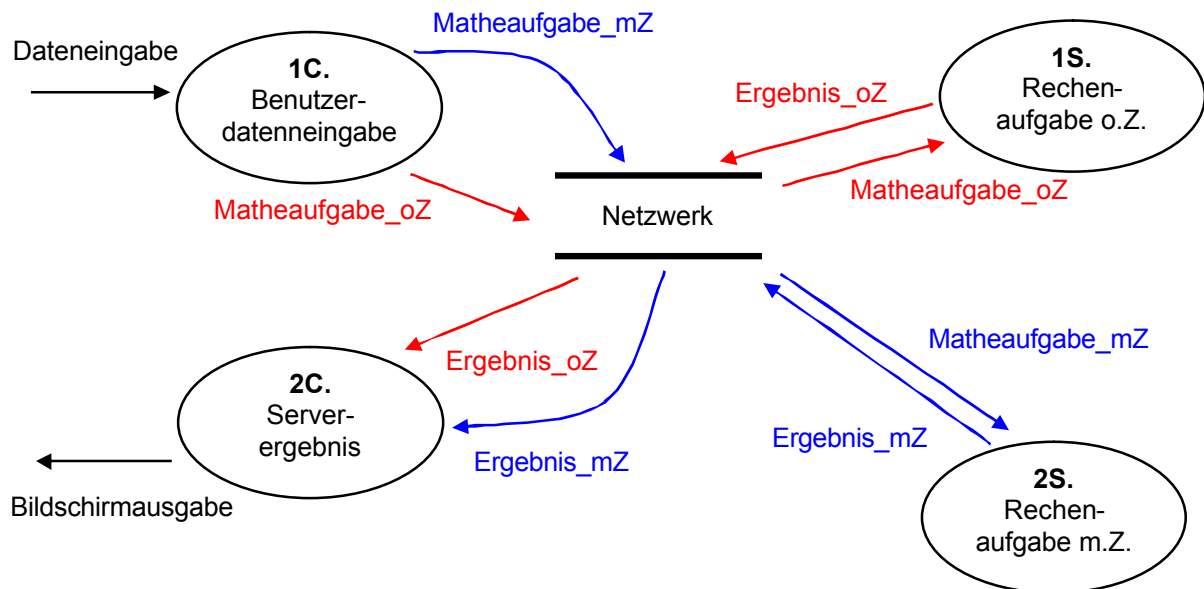 Matheaufgabe_mZ
Dateneingabe
1C.
Benutzer-
datenneingabe
1S.
Rechen-
aufgabe o.Z.
Ergebnis_oZ
Matheaufgabe_oZ
Matheaufgabe_oZ
Netzwerk
Ergebnis_oZ
Matheaufgabe_mZ
2C.
Server-
ergebnis
Ergebnis_mZ
Ergebnis_mZ
Bildschirmausgabe
2S.
Rechen-
aufgabe m.Z.